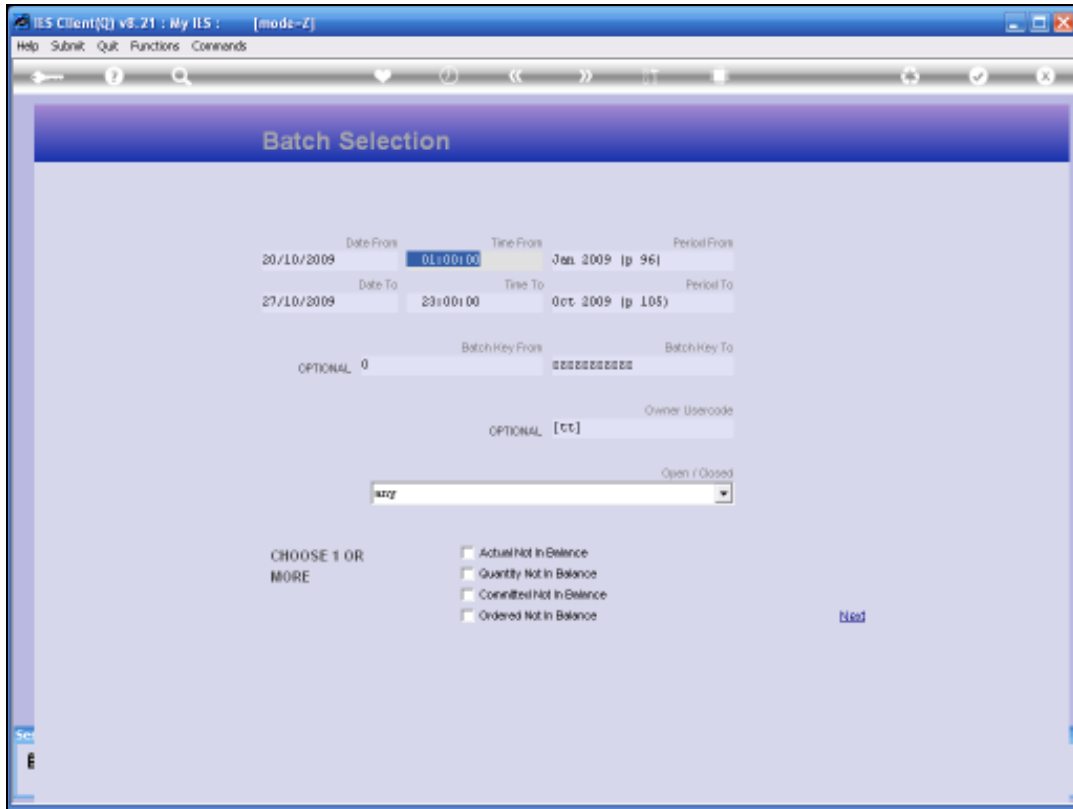 IES Client(Q) v8.21 : My IES : [mode=Z]
Help Submit Quit Functions Commands
Batch Selection
Date From Time From Period From
20/10/2009 01:00:00 Jan 2009 (p 96)
Date To Time To Period To
27/10/2009 23:00:00 Oct 2009 (p 105)
Batch Key From Batch Key To
OPTIONAL 0
Owner Usercode
OPTIONAL [tt]
Open / Closed
any
CHOOSE 1 OR MORE
Actual Not In Balance
Quantity Not In Balance
Committed Not In Balance
Ordered Not In Balance
Next